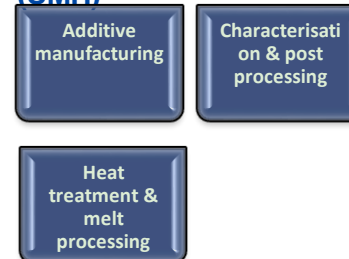 Additive
manufacturing
Characterisati
on & post
processing
Heat
treatment &
melt
processing